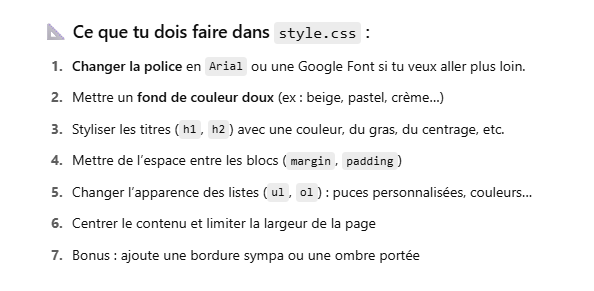 Ce que tu dois faire dans style.css :
1. Changer la police en Arial ou une Google Font si tu veux aller plus loin.
2. Mettre un fond de couleur doux (ex : beige, pastel, crème…)
3. Styliser les titres ( h1 , h2 ) avec une couleur, du gras, du centrage, etc.
4. Mettre de l’espace entre les blocs ( margin , padding )
5. Changer l’apparence des listes ( ul , ol ) : puces personnalisées, couleurs…
6. Centrer le contenu et limiter la largeur de la page
7. Bonus : ajoute une bordure sympa ou une ombre portée